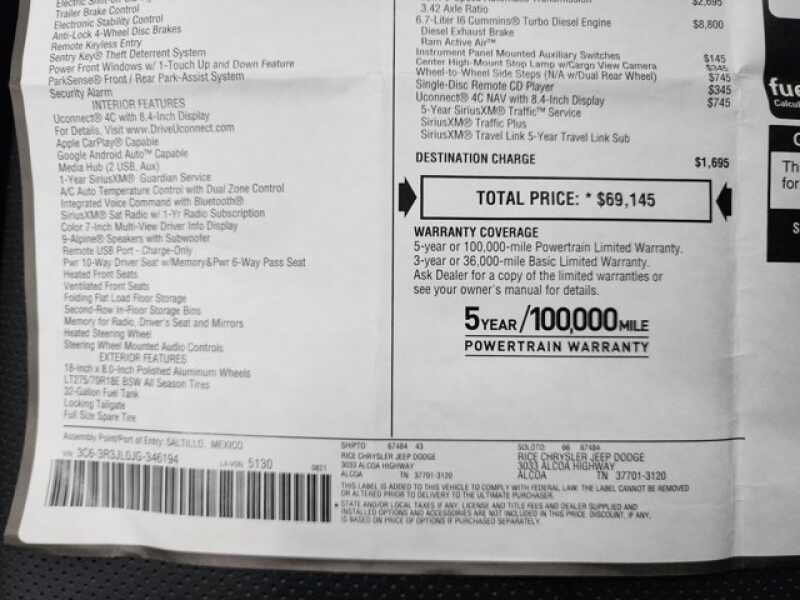 Trailer Brake Control
Electronic Stability Control
Anti-Lock 4-Wheel Disc Brakes
Remote Keyless Entry
Sentry Key® Theft Deterrent System
Power Front Windows w/ 1-Touch Up and Down Feature
ParkSense® Front / Rear Park-Assist System
Security Alarm
INTERIOR FEATURES
Uconnect® 4C with 8.4-Inch Display
For Details, Visit www.DriveUconnect.com
Apple CarPlay® Capable
Google Android Auto™ Capable
Media Hub (2 USB, Aux)
1-Year SiriusXM® Guardian Service
A/C Auto Temperature Control with Dual Zone Control
Integrated Voice Command with Bluetooth®
SiriusXM® Sat Radio w/ 1-Yr Radio Subscription
Color 7-Inch Multi-View Driver Info Display
9-Alpine® Speakers with Subwoofer
Remote USB Port - Charge-Only
Pwr 10-Way Driver Seat w/Memory&Pwr 6-Way Pass Seat
Heated Front Seats
Ventilated Front Seats
Folding Flat Load Floor Storage
Second-Row In-Floor Storage Bins
Memory for Radio, Driver's Seat and Mirrors
Heated Steering Wheel
Steering Wheel Mounted Audio Controls
EXTERIOR FEATURES
18-Inch x 8.0-Inch Polished Aluminum Wheels
LT275/70R18E BSW All Season Tires
32-Gallon Fuel Tank
Locking Tailgate
Full Size Spare Tire
$2,695
3.42 Axle Ratio
6.7-Liter I6 Cummins® Turbo Diesel Engine $8,800
Diesel Exhaust Brake
Ram Active Air™
Instrument Panel Mounted Auxiliary Switches $145
Center High-Mount Stop Lamp w/Cargo View Camera $345
Wheel-to-Wheel Side Steps (N/A w/Dual Rear Wheel) $745
Single-Disc Remote CD Player $345
Uconnect® 4C NAV with 8.4-Inch Display $745
5-Year SiriusXM® Traffic™ Service
SiriusXM® Traffic Plus
SiriusXM® Travel Link 5-Year Travel Link Sub
DESTINATION CHARGE $1,695
TOTAL PRICE: * $69,145
WARRANTY COVERAGE
5-year or 100,000-mile Powertrain Limited Warranty.
3-year or 36,000-mile Basic Limited Warranty.
Ask Dealer for a copy of the limited warranties or
see your owner's manual for details.
5 YEAR/100,000 MILE
POWERTRAIN WARRANTY
Assembly Point/Port of Entry: SALTILLO, MEXICO
VIN 3C6-3R3JL0JG-346194 LA-VGN: 5130 0821
SHIPTO: 67484 43
RICE CHRYSLER JEEP DODGE
3033 ALCOA HIGHWAY
ALCOA TN 37701-3120
SOLDTO: 66 67484
RICE CHRYSLER JEEP DODGE
3033 ALCOA HIGHWAY
ALCOA TN 37701-3120
THIS LABEL IS ADDED TO THIS VEHICLE TO COMPLY WITH FEDERAL LAW. THE LABEL CANNOT BE REMOVED
OR ALTERED PRIOR TO DELIVERY TO THE ULTIMATE PURCHASER.
* STATE AND/OR LOCAL TAXES IF ANY, LICENSE AND TITLE FEES AND DEALER SUPPLIED AND
INSTALLED OPTIONS AND ACCESSORIES ARE NOT INCLUDED IN THIS PRICE. DISCOUNT, IF ANY,
IS BASED ON PRICE OF OPTIONS IF PURCHASED SEPARATELY.
fue
Calcu
Th
for
S